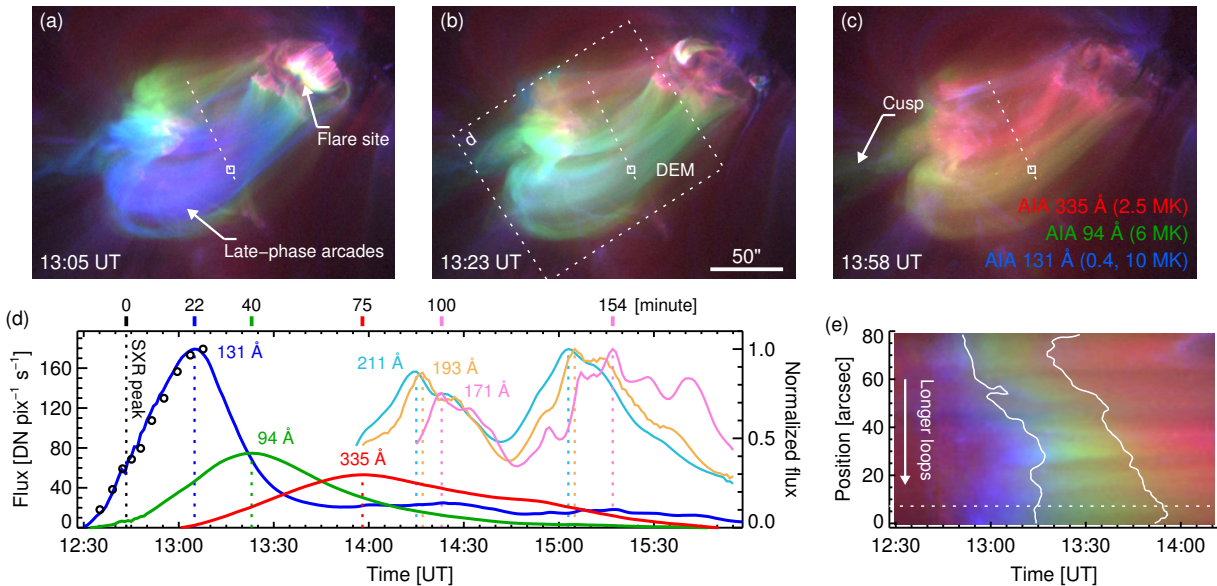 (a)
Flare site
Late−phase arcades
13:05 UT
(b)
d
DEM
13:23 UT
50"
(c)
Cusp
AIA 335 Å (2.5 MK)
AIA 94 Å (6 MK)
AIA 131 Å (0.4, 10 MK)
13:58 UT
(d)
0 22 40 75 100 154 [minute]
SXR peak
131 Å
94 Å
335 Å
211 Å
193 Å
171 Å
Flux [DN pix⁻¹ s⁻¹]
160
120
80
40
0
1.0
0.5
0.0
Normalized flux
12:30 13:00 13:30 14:00 14:30 15:00 15:30
Time [UT]
(e)
Position [arcsec]
80
60
40
20
0
Longer loops
12:30 13:00 13:30 14:00
Time [UT]